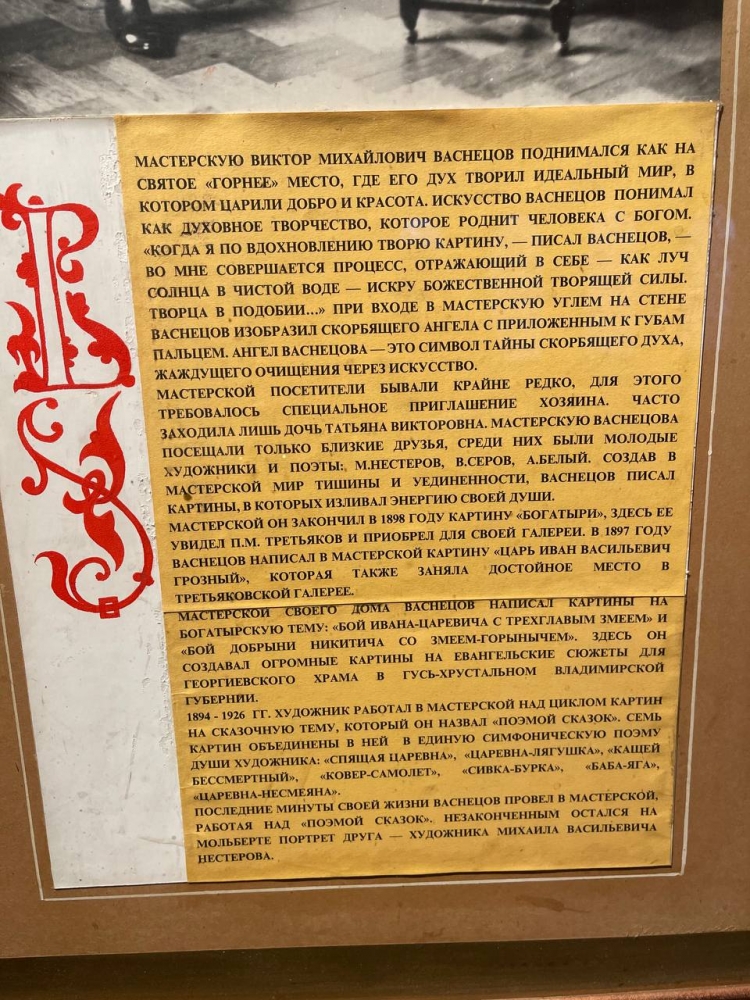 В
МАСТЕРСКУЮ ВИКТОР МИХАЙЛОВИЧ ВАСНЕЦОВ ПОДНИМАЛСЯ КАК НА
СВЯТОЕ «ГОРНЕЕ» МЕСТО, ГДЕ ЕГО ДУХ ТВОРИЛ ИДЕАЛЬНЫЙ МИР, В
КОТОРОМ ЦАРИЛИ ДОБРО И КРАСОТА. ИСКУССТВО ВАСНЕЦОВ ПОНИМАЛ
КАК ДУХОВНОЕ ТВОРЧЕСТВО, КОТОРОЕ РОДНИТ ЧЕЛОВЕКА С БОГОМ.
«КОГДА Я ПО ВДОХНОВЛЕНИЮ ТВОРЮ КАРТИНУ, — ПИСАЛ ВАСНЕЦОВ, —
ВО МНЕ СОВЕРШАЕТСЯ ПРОЦЕСС, ОТРАЖАЮЩИЙ В СЕБЕ — КАК ЛУЧ
СОЛНЦА В ЧИСТОЙ ВОДЕ — ИСКРУ БОЖЕСТВЕННОЙ ТВОРЯЩЕЙ СИЛЫ.
ТВОРЦА В ПОДОБИИ...» ПРИ ВХОДЕ В МАСТЕРСКУЮ УГЛЕМ НА СТЕНЕ
ВАСНЕЦОВ ИЗОБРАЗИЛ СКОРБЯЩЕГО АНГЕЛА С ПРИЛОЖЕННЫМ К ГУБАМ
ПАЛЬЦЕМ. АНГЕЛ ВАСНЕЦОВА — ЭТО СИМВОЛ ТАЙНЫ СКОРБЯЩЕГО ДУХА,
ЖАЖДУЩЕГО ОЧИЩЕНИЯ ЧЕРЕЗ ИСКУССТВО.
МАСТЕРСКОЙ ПОСЕТИТЕЛИ БЫВАЛИ КРАЙНЕ РЕДКО, ДЛЯ ЭТОГО
ТРЕБОВАЛОСЬ СПЕЦИАЛЬНОЕ ПРИГЛАШЕНИЕ ХОЗЯИНА. ЧАСТО
ЗАХОДИЛА ЛИШЬ ДОЧЬ ТАТЬЯНА ВИКТОРОВНА. МАСТЕРСКУЮ ВАСНЕЦОВА
ПОСЕЩАЛИ ТОЛЬКО БЛИЗКИЕ ДРУЗЬЯ, СРЕДИ НИХ БЫЛИ МОЛОДЫЕ
ХУДОЖНИКИ И ПОЭТЫ: М.НЕСТЕРОВ, В.СЕРОВ, А.БЕЛЫЙ. СОЗДАВ В
МАСТЕРСКОЙ МИР ТИШИНЫ И УЕДИНЕННОСТИ, ВАСНЕЦОВ ПИСАЛ
КАРТИНЫ, В КОТОРЫХ ИЗЛИВАЛ ЭНЕРГИЮ СВОЕЙ ДУШИ.
МАСТЕРСКОЙ ОН ЗАКОНЧИЛ В 1898 ГОДУ КАРТИНУ «БОГАТЫРИ», ЗДЕСЬ ЕЕ
УВИДЕЛ П.М. ТРЕТЬЯКОВ И ПРИОБРЕЛ ДЛЯ СВОЕЙ ГАЛЕРЕИ. В 1897 ГОДУ
ВАСНЕЦОВ НАПИСАЛ В МАСТЕРСКОЙ КАРТИНУ «ЦАРЬ ИВАН ВАСИЛЬЕВИЧ
ГРОЗНЫЙ», КОТОРАЯ ТАКЖЕ ЗАНЯЛА ДОСТОЙНОЕ МЕСТО В
ТРЕТЬЯКОВСКОЙ ГАЛЕРЕЕ.
МАСТЕРСКОЙ СВОЕГО ДОМА ВАСНЕЦОВ НАПИСАЛ КАРТИНЫ НА
БОГАТЫРСКУЮ ТЕМУ: «БОЙ ИВАНА-ЦАРЕВИЧА С ТРЕХГЛАВЫМ ЗМЕЕМ» И
«БОЙ ДОБРЫНИ НИКИТИЧА СО ЗМЕЕМ-ГОРЫНЫЧЕМ». ЗДЕСЬ ОН
СОЗДАВАЛ ОГРОМНЫЕ КАРТИНЫ НА ЕВАНГЕЛЬСКИЕ СЮЖЕТЫ ДЛЯ
ГЕОРГИЕВСКОГО ХРАМА В ГУСЬ-ХРУСТАЛЬНОМ ВЛАДИМИРСКОЙ
ГУБЕРНИИ.
1894 - 1926 ГГ. ХУДОЖНИК РАБОТАЛ В МАСТЕРСКОЙ НАД ЦИКЛОМ КАРТИН
НА СКАЗОЧНУЮ ТЕМУ, КОТОРЫЙ ОН НАЗВАЛ «ПОЭМОЙ СКАЗОК». СЕМЬ
КАРТИН ОБЪЕДИНЕНЫ В НЕЙ В ЕДИНУЮ СИМФОНИЧЕСКУЮ ПОЭМУ
ДУШИ ХУДОЖНИКА: «СПЯЩАЯ ЦАРЕВНА», «ЦАРЕВНА-ЛЯГУШКА», «КАЩЕЙ
БЕССМЕРТНЫЙ», «КОВЕР-САМОЛЕТ», «СИВКА-БУРКА», «БАБА-ЯГА»,
«ЦАРЕВНА-НЕСМЕЯНА».
ПОСЛЕДНИЕ МИНУТЫ СВОЕЙ ЖИЗНИ ВАСНЕЦОВ ПРОВЕЛ В МАСТЕРСКОЙ,
РАБОТАЯ НАД «ПОЭМОЙ СКАЗОК». НЕЗАКОНЧЕННЫМ ОСТАЛСЯ НА
МОЛЬБЕРТЕ ПОРТРЕТ ДРУГА — ХУДОЖНИКА МИХАИЛА ВАСИЛЬЕВИЧА
НЕСТЕРОВА.